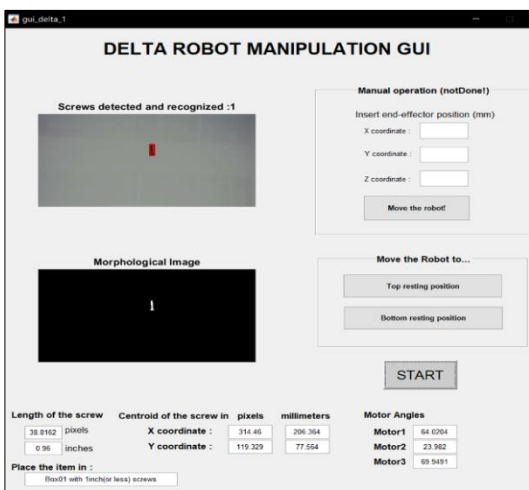 gui_delta_1
DELTA ROBOT MANIPULATION GUI
Screws detected and recognized :1
Manual operation (notDone!)
Insert end-effector position (mm)
X coordinate :
Y coordinate :
Z coordinate :
Move the robot!
Morphological Image
Move the Robot to...
Top resting position
Bottom resting position
START
Length of the screw
38.8162 pixels
0.96 inches
Centroid of the screw in pixels millimeters
X coordinate : 314.46 206.364
Y coordinate : 119.329 77.564
Motor Angles
Motor1 64.0204
Motor2 23.982
Motor3 69.9491
Place the item in :
Box01 with 1inch(or less) screws